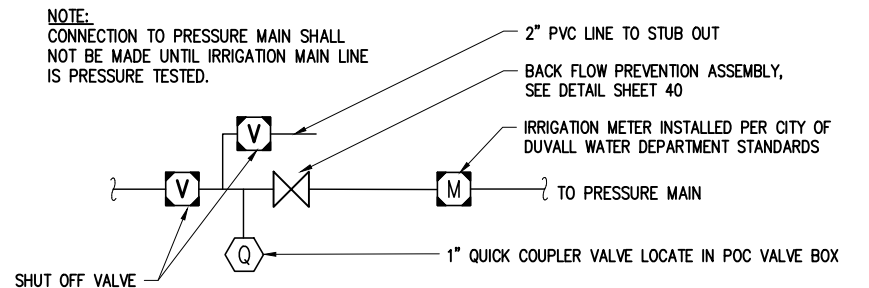 NOTE:
CONNECTION TO PRESSURE MAIN SHALL
NOT BE MADE UNTIL IRRIGATION MAIN LINE
IS PRESSURE TESTED.
2" PVC LINE TO STUB OUT
BACK FLOW PREVENTION ASSEMBLY,
SEE DETAIL SHEET 40
IRRIGATION METER INSTALLED PER CITY OF
DUVALL WATER DEPARTMENT STANDARDS
V
V
M
TO PRESSURE MAIN
Q
1" QUICK COUPLER VALVE LOCATE IN POC VALVE BOX
SHUT OFF VALVE